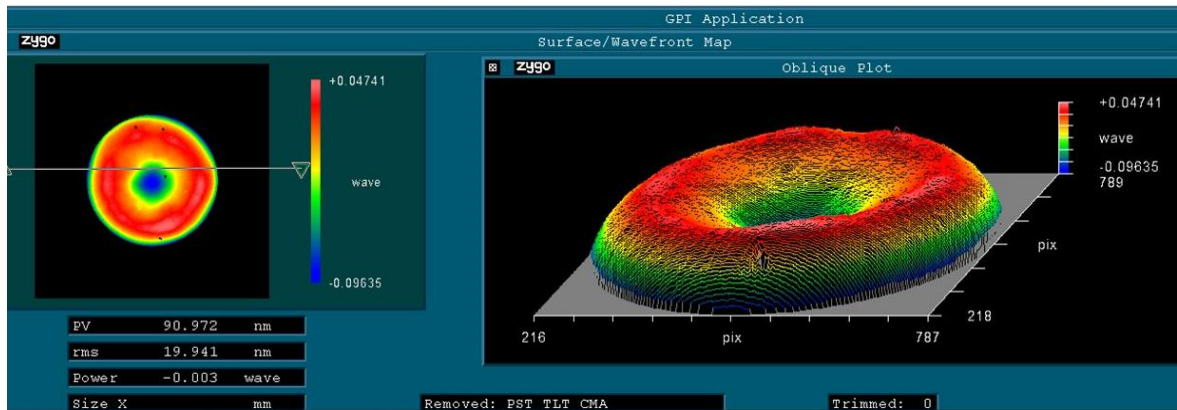 GPI Application
zygo Surface/Wavefront Map
+0.04741
wave
-0.09635
zygo Oblique Plot
+0.04741
wave
-0.09635
789
pix
218
216 pix 787
PV 90.972 nm
rms 19.941 nm
Power -0.003 wave
Size X mm
Removed: PST TLT CMA
Trimmed: 0